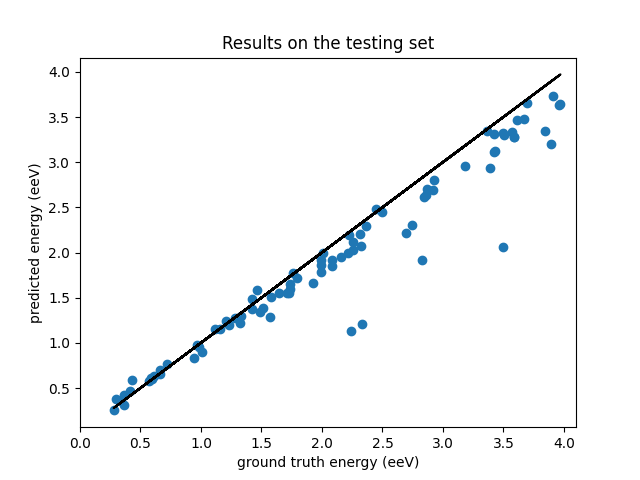 Results on the testing set
4.0
3.5
3.0
2.5
2.0
1.5
1.0
0.5
predicted energy (eeV)
0.0 0.5 1.0 1.5 2.0 2.5 3.0 3.5 4.0
ground truth energy (eeV)